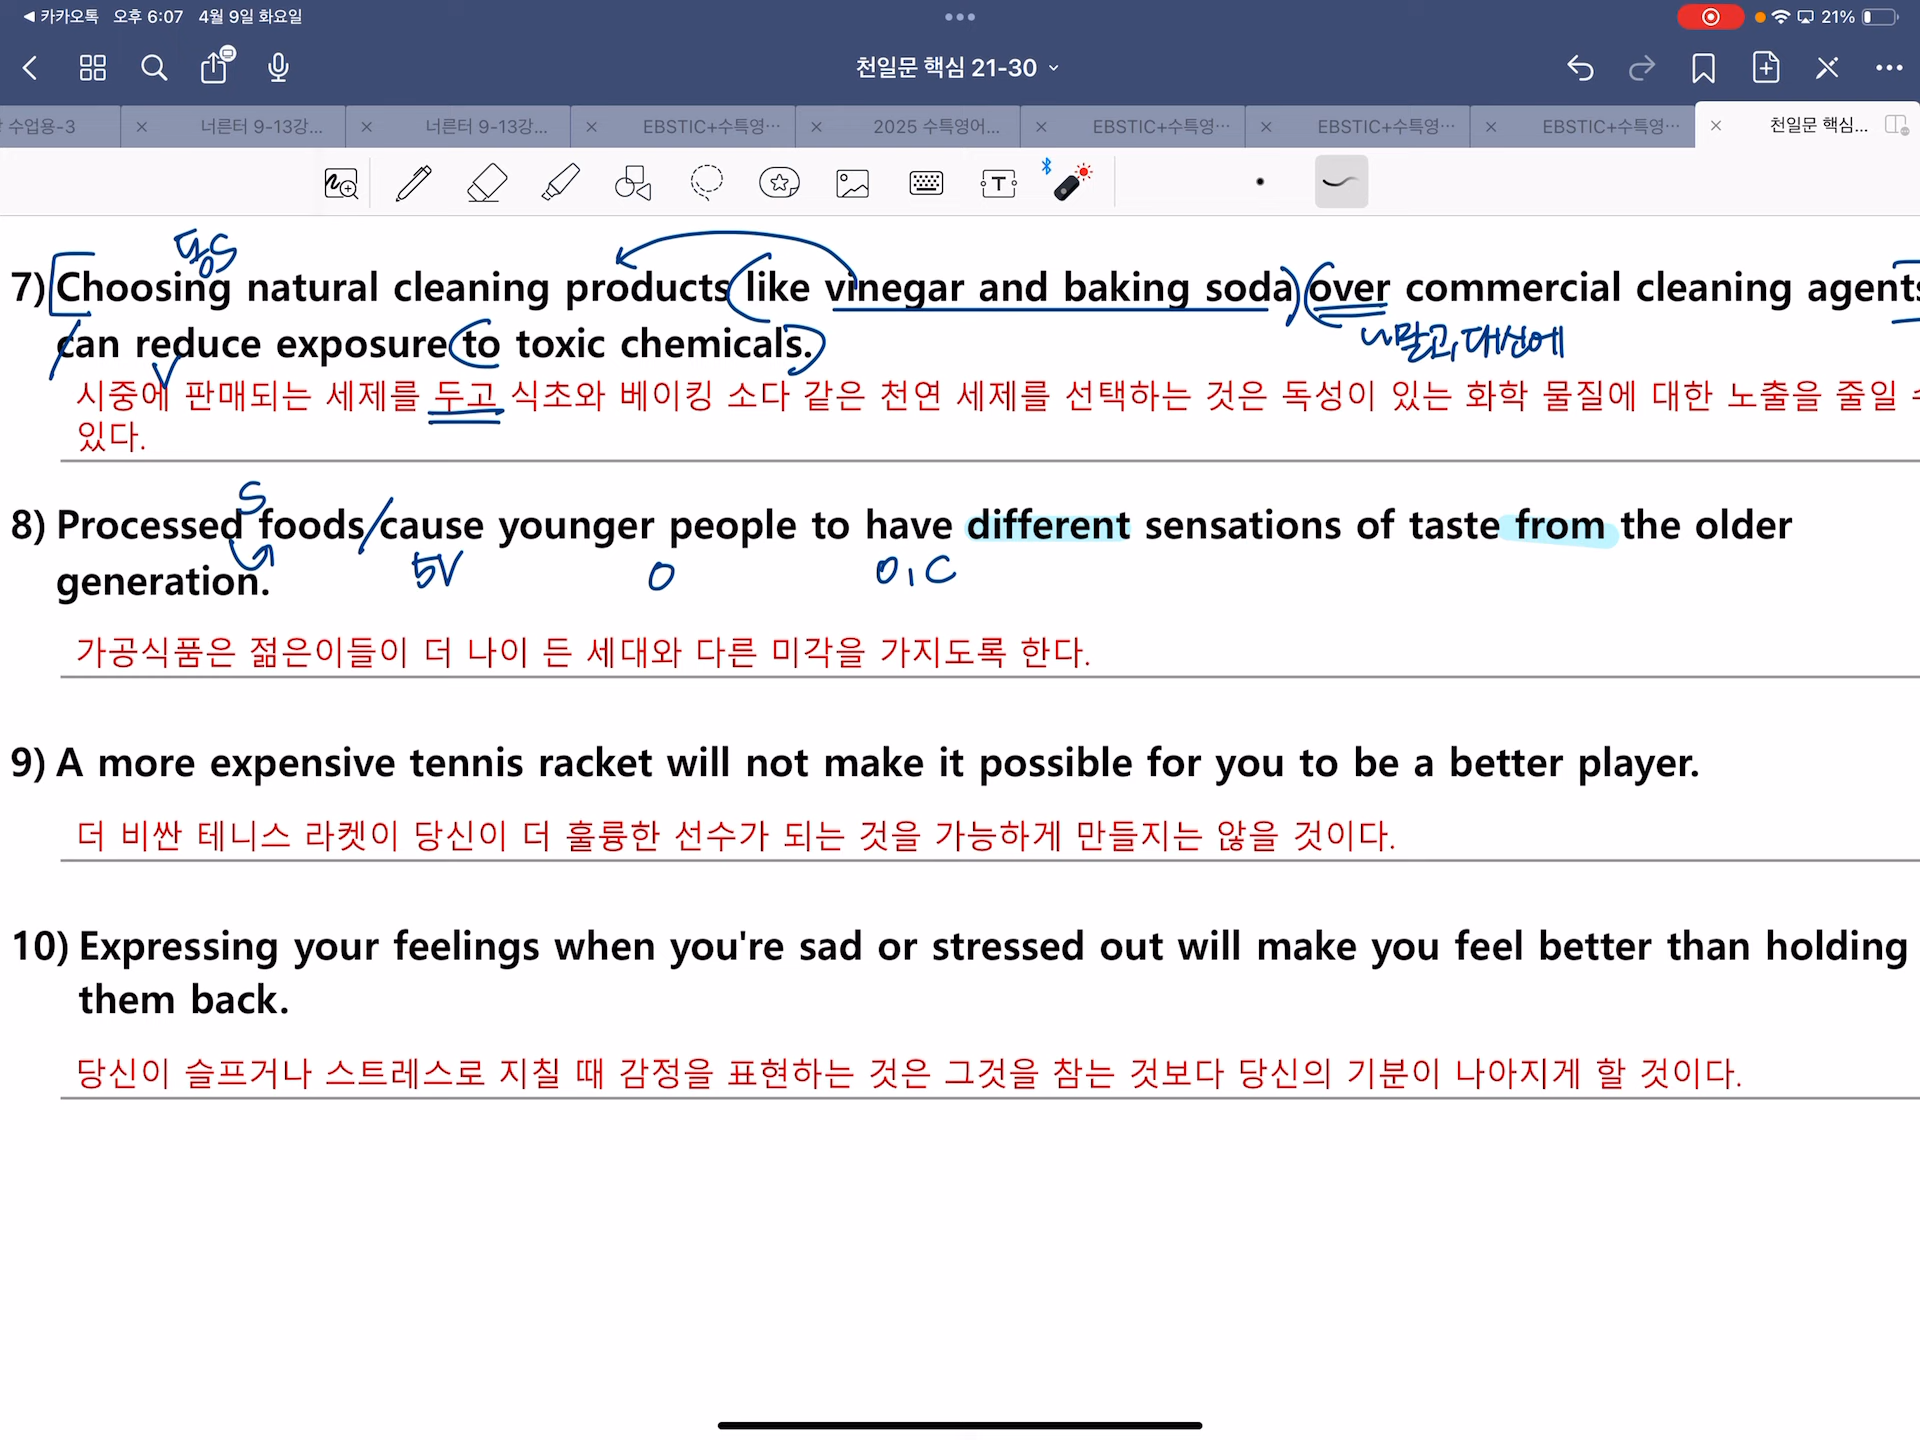 ◀ 카카오톡 오후 6:07 4월 9일 화요일 21%
천일문 핵심 21-30
수업용-3 너른터 9-13강... 너른터 9-13강... EBSTIC+수특영… 2025 수특영어... EBSTIC+수특영… EBSTIC+수특영… EBSTIC+수특영… 천일문 핵심...
동S
7) Choosing natural cleaning products like vinegar and baking soda over commercial cleaning agents
can reduce exposure to toxic chemicals.
~말고, 대신에
V
시중에 판매되는 세제를 두고 식초와 베이킹 소다 같은 천연 세제를 선택하는 것은 독성이 있는 화학 물질에 대한 노출을 줄일
있다.
S
8) Processed foods/cause younger people to have different sensations of taste from the older
generation.
5V O O.C
가공식품은 젊은이들이 더 나이 든 세대와 다른 미각을 가지도록 한다.
9) A more expensive tennis racket will not make it possible for you to be a better player.
더 비싼 테니스 라켓이 당신이 더 훌륭한 선수가 되는 것을 가능하게 만들지는 않을 것이다.
10) Expressing your feelings when you're sad or stressed out will make you feel better than holding
them back.
당신이 슬프거나 스트레스로 지칠 때 감정을 표현하는 것은 그것을 참는 것보다 당신의 기분이 나아지게 할 것이다.